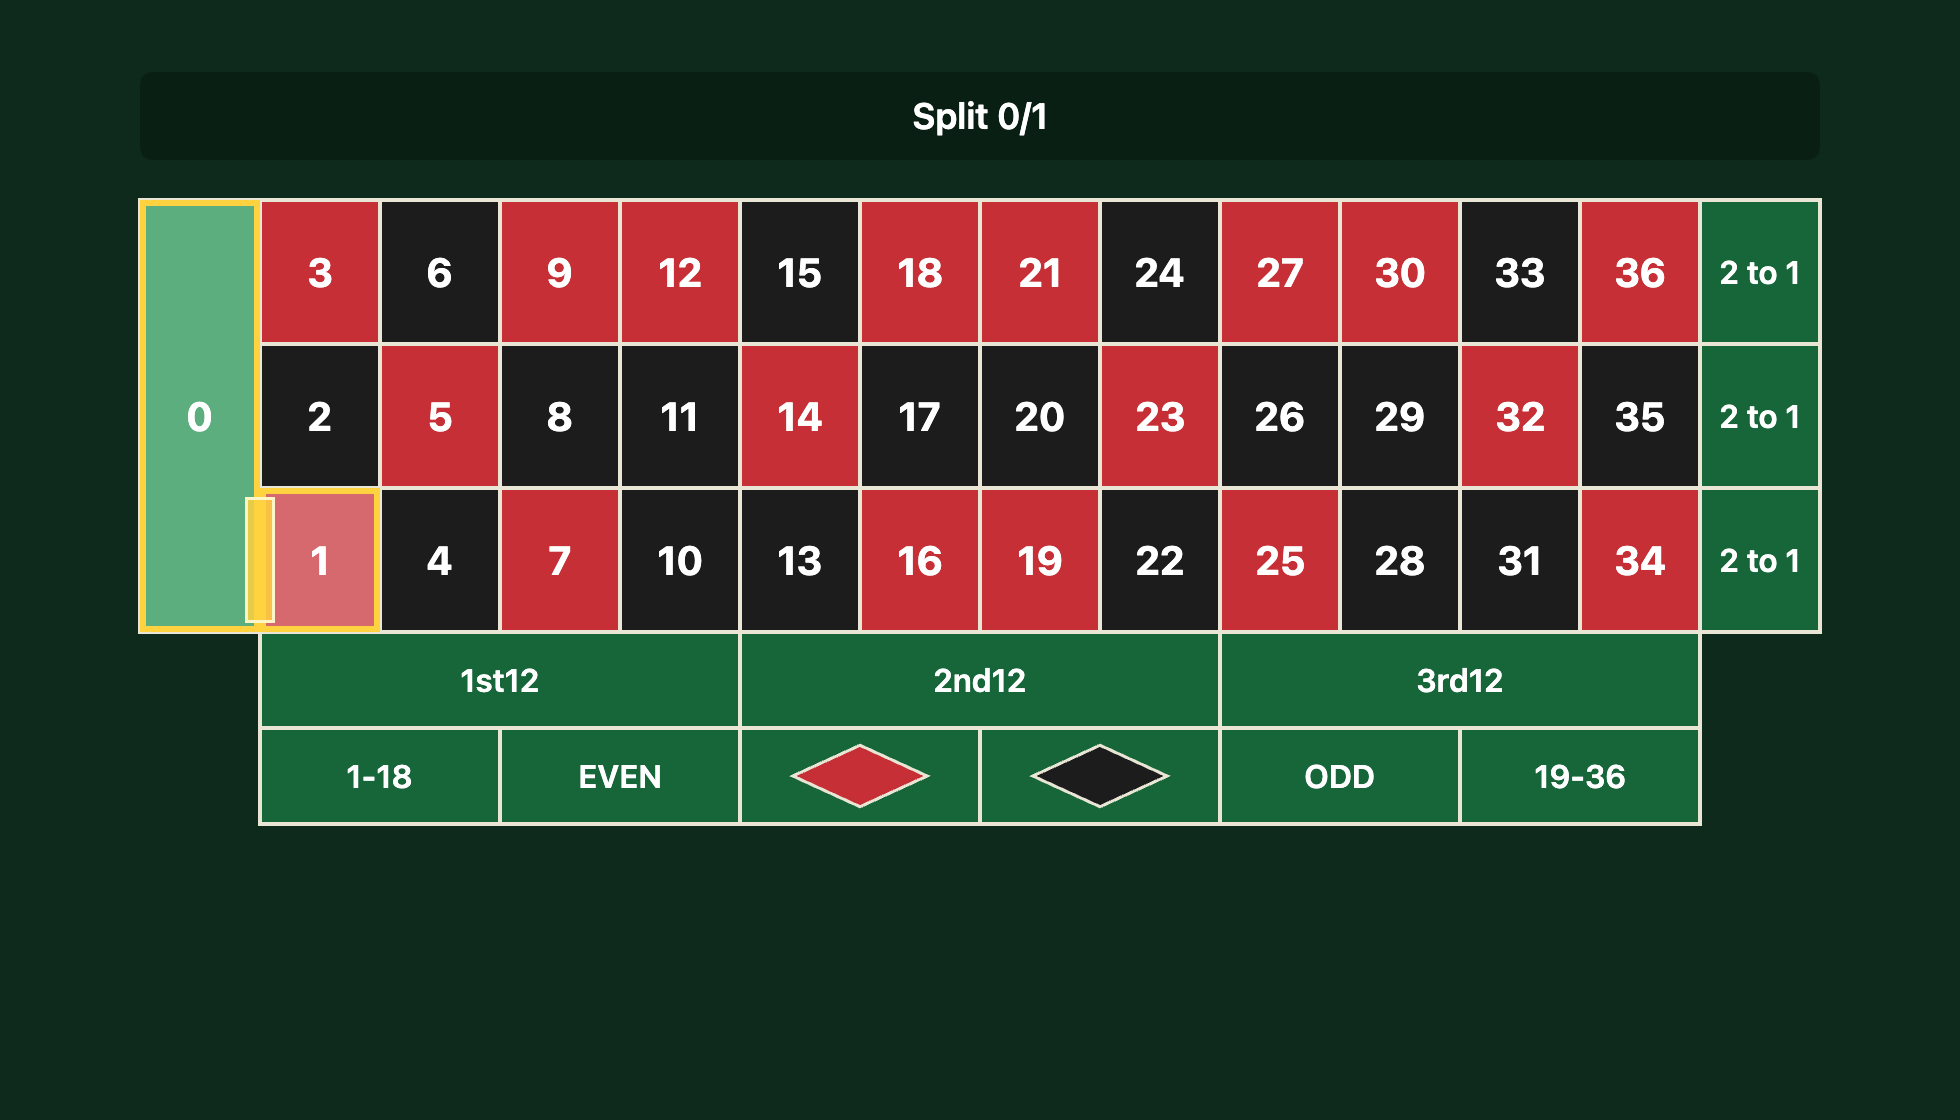 Split 0/1
3 6 9 12 15 18 21 24 27 30 33 36 2 to 1
0 2 5 8 11 14 17 20 23 26 29 32 35 2 to 1
1 4 7 10 13 16 19 22 25 28 31 34 2 to 1
1st12 2nd12 3rd12
1-18 EVEN ODD 19-36